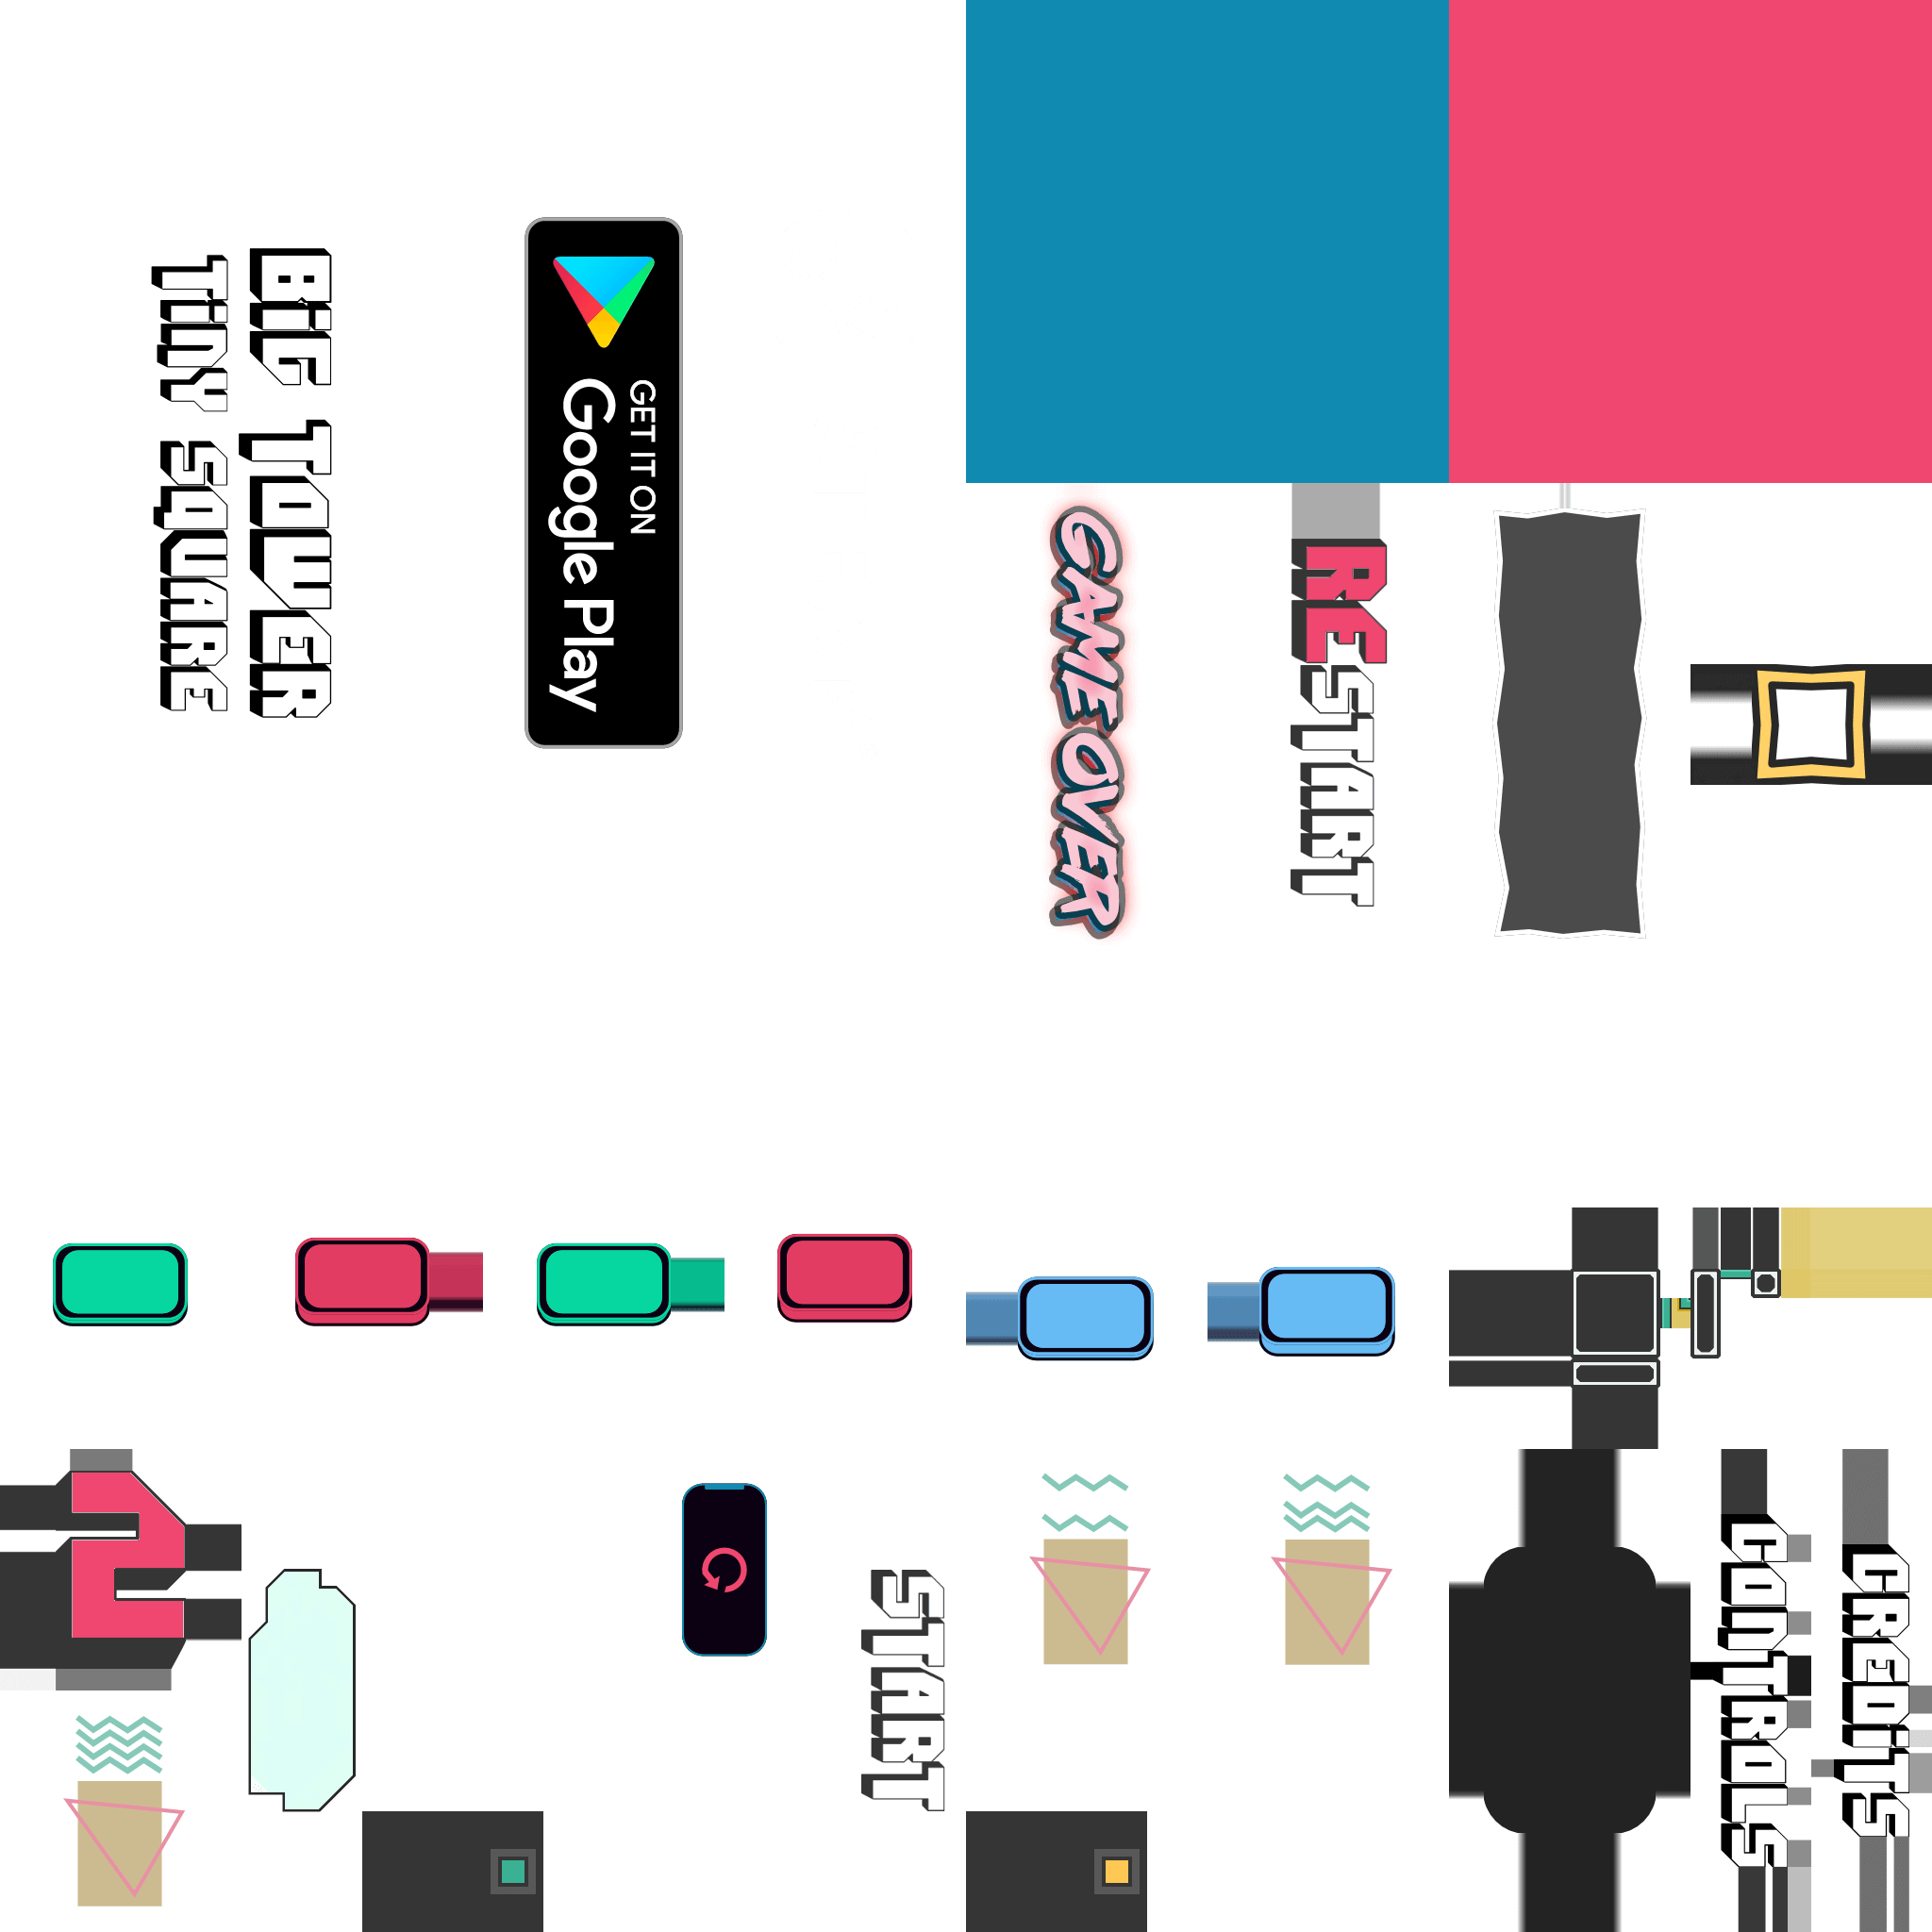 BiG TOWER
TiNY SQUARE
GET IT ON
Google Play
GAME OVER
RESTART
START
CONTROLS
CREDiTS